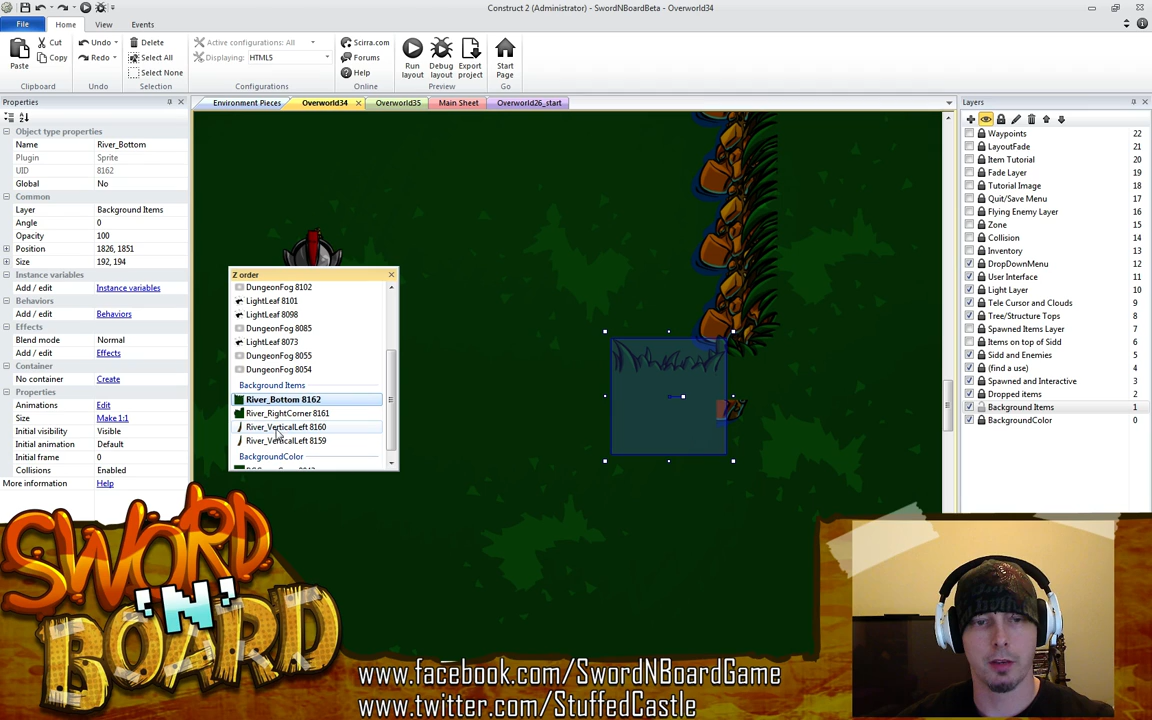 Construct 2 (Administrator) - SwordNBoardBeta - Overworld34
File
Home
View
Events
Paste
Cut
Copy
Clipboard
Undo
Redo
Undo
Delete
Select All
Select None
Selection
Active configurations: All
Displaying: HTML5
Configurations
Scirra.com
Forums
Help
Online
Run layout
Debug layout
Export project
Preview
Start Page
Go
Properties
Object type properties
Name River_Bottom
Plugin Sprite
UID 8162
Global No
Common
Layer Background Items
Angle 0
Opacity 100
Position 1826, 1851
Size 192, 194
Instance variables
Add / edit Instance variables
Behaviors
Add / edit Behaviors
Effects
Blend mode Normal
Add / edit Effects
Container
No container Create
Properties
Animations Edit
Size Make 1:1
Initial visibility Visible
Initial animation Default
Initial frame 0
Collisions Enabled
More information Help
Environment Pieces
Overworld34
Overworld35
Main Sheet
Overworld26_start
Z order
DungeonFog 8102
LightLeaf 8101
LightLeaf 8098
DungeonFog 8085
LightLeaf 8073
DungeonFog 8055
DungeonFog 8054
Background Items
River_Bottom 8162
River_RightCorner 8161
River_VerticalLeft 8160
River_VerticalLeft 8159
BackgroundColor
Layers
Waypoints 22
LayoutFade 21
Item Tutorial 20
Fade Layer 19
Tutorial Image 18
Quit/Save Menu 17
Flying Enemy Layer 16
Zone 15
Collision 14
Inventory 13
DropDownMenu 12
User Interface 11
Light Layer 10
Tele Cursor and Clouds 9
Tree/Structure Tops 8
Spawned Items Layer 7
Items on top of Sidd 6
Sidd and Enemies 5
(find a use) 4
Spawned and Interactive 3
Dropped items 2
Background Items 1
BackgroundColor 0
SWORD
'N'
BOARD
www.facebook.com/SwordNBoardGame
www.twitter.com/StuffedCastle